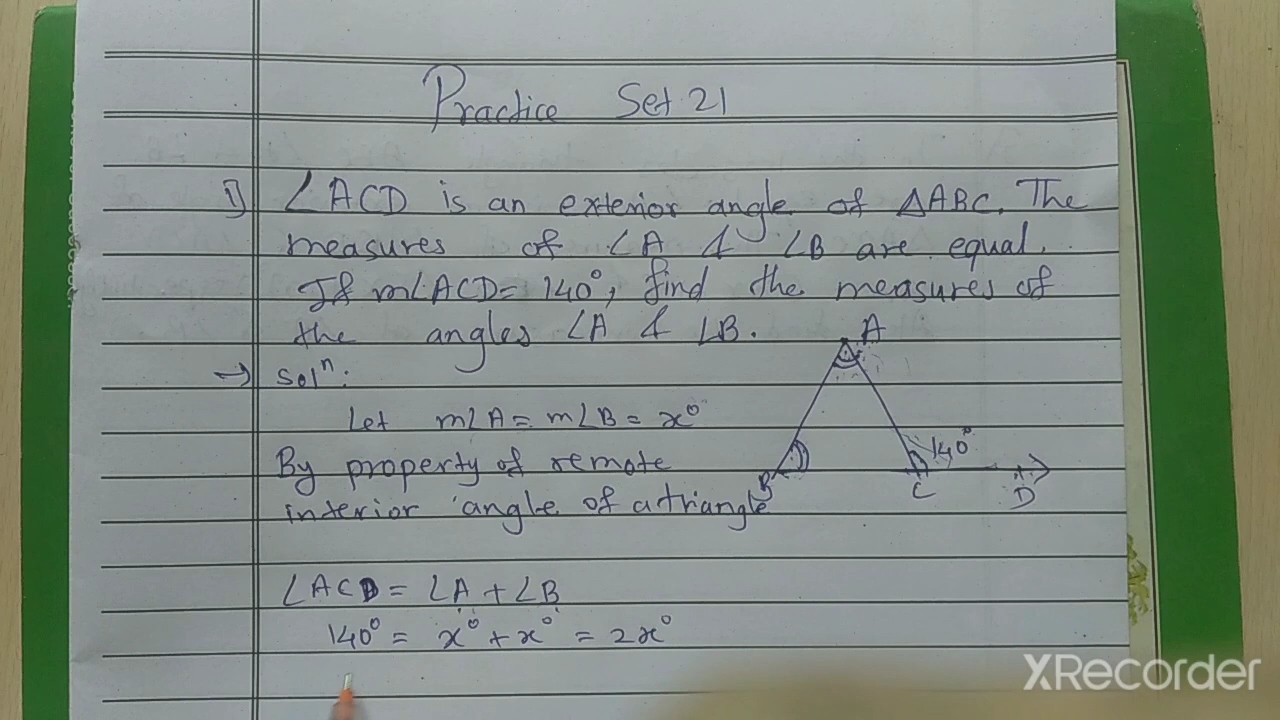 Practice Set 21
1) ∠ACD is an exterior angle of △ABC. The
measures of ∠A & ∠B are equal.
If m∠ACD = 140°, find the measures of
the angles ∠A & ∠B.
→ Solⁿ:
Let m∠A = m∠B = x°
By property of remote
interior angle of a triangle
∠ACD = ∠A + ∠B
140° = x° + x° = 2x°
A
140°
B
C
D
XRecorder